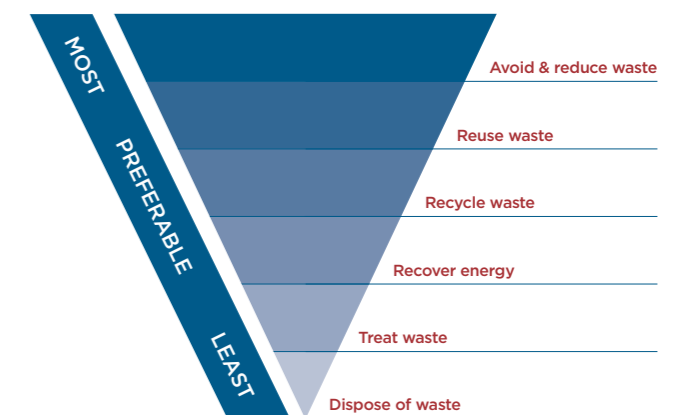 MOST PREFERABLE LEAST
Avoid & reduce waste
Reuse waste
Recycle waste
Recover energy
Treat waste
Dispose of waste